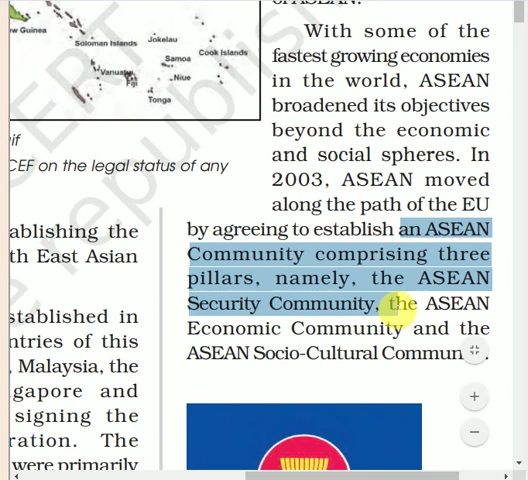 of ASEAN.
w Guinea
Solomon Islands
Jokelau
Samoa
Cook Islands
Vanuatu
Fiji
Niue
Tonga
if
CEF on the legal status of any
ablishing the
th East Asian
stablished in
ntries of this
, Malaysia, the
gapore and
signing the
ration. The
were primarily
With some of the
fastest growing economies
in the world, ASEAN
broadened its objectives
beyond the economic
and social spheres. In
2003, ASEAN moved
along the path of the EU
by agreeing to establish an ASEAN
Community comprising three
pillars, namely, the ASEAN
Security Community, the ASEAN
Economic Community and the
ASEAN Socio-Cultural Commun